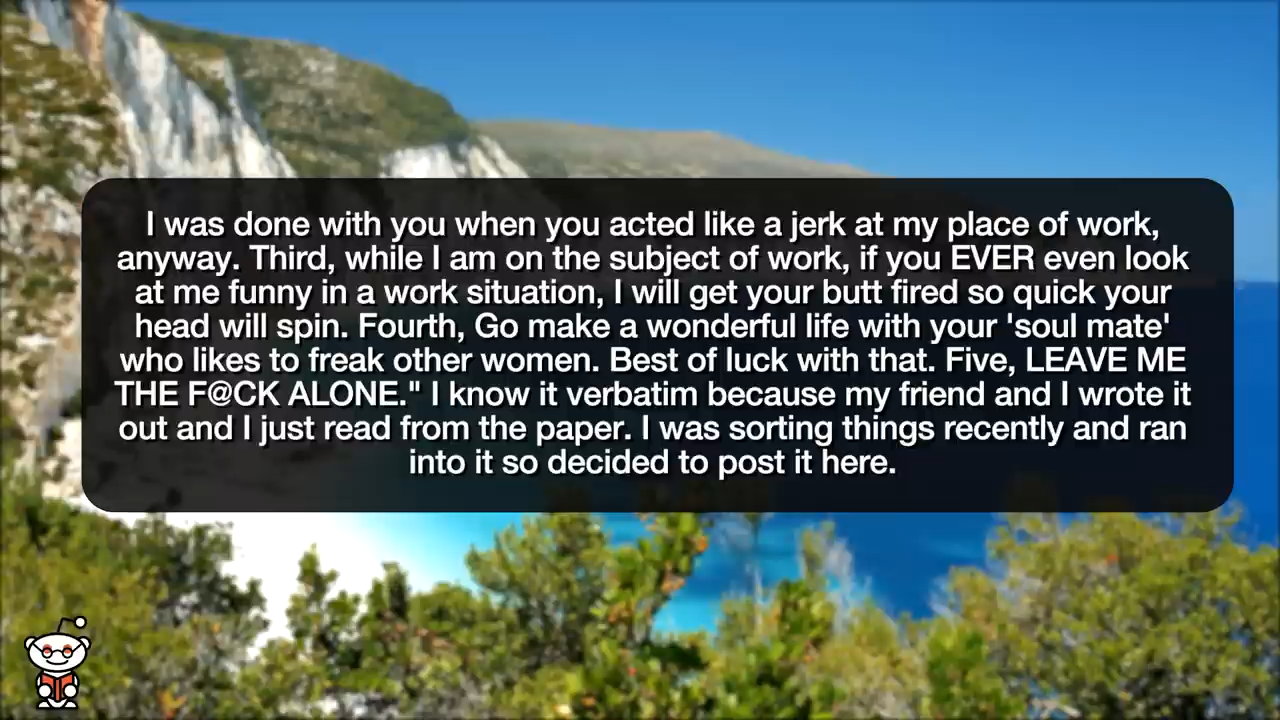 I was done with you when you acted like a jerk at my place of work,
anyway. Third, while I am on the subject of work, if you EVER even look
at me funny in a work situation, I will get your butt fired so quick your
head will spin. Fourth, Go make a wonderful life with your 'soul mate'
who likes to freak other women. Best of luck with that. Five, LEAVE ME
THE F@CK ALONE." I know it verbatim because my friend and I wrote it
out and I just read from the paper. I was sorting things recently and ran
into it so decided to post it here.